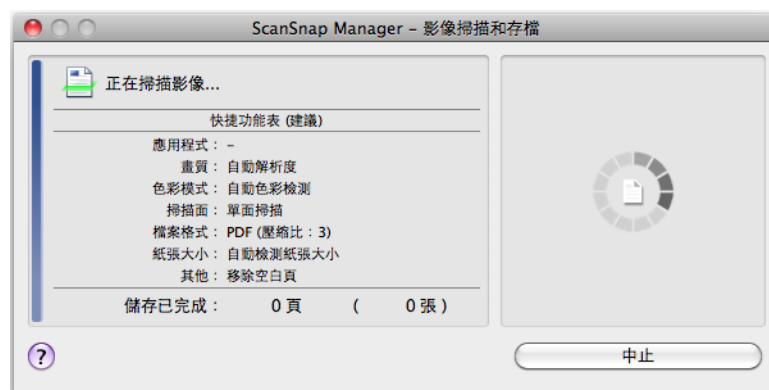 ScanSnap Manager – 影像掃描和存檔
正在掃描影像...
快捷功能表 (建議)
應用程式： –
畫質： 自動解析度
色彩模式： 自動色彩檢測
掃描面： 單面掃描
檔案格式： PDF (壓縮比：3)
紙張大小： 自動檢測紙張大小
其他： 移除空白頁
儲存已完成： 0 頁 ( 0 張 )
? 中止